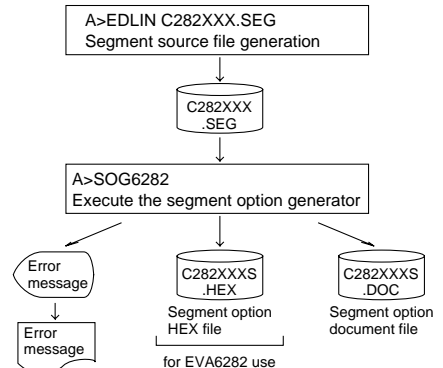 A>EDLIN C282XXX.SEG
Segment source file generation
C282XXX
.SEG
A>SOG6282
Execute the segment option generator
Error
message
Error
message
C282XXXS
.HEX
Segment option
HEX file
for EVA6282 use
C282XXXS
.DOC
Segment option
document file